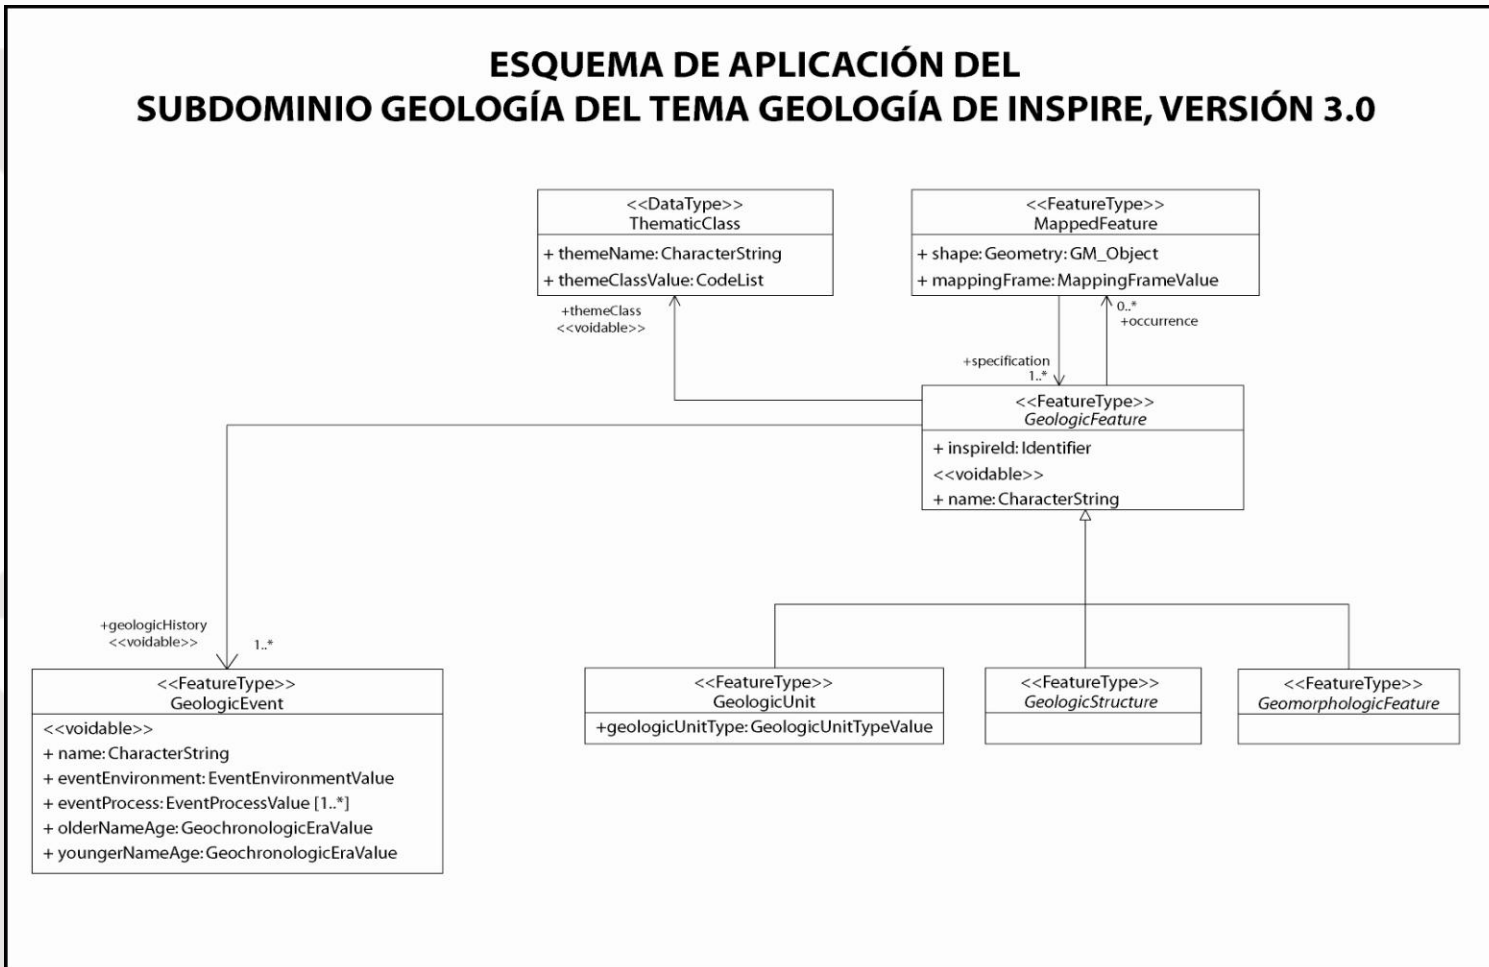 ESQUEMA DE APLICACIÓN DEL
SUBDOMINIO GEOLOGÍA DEL TEMA GEOLOGÍA DE INSPIRE, VERSIÓN 3.0
<<DataType>>
ThematicClass
+ themeName: CharacterString
+ themeClassValue: CodeList
<<FeatureType>>
MappedFeature
+ shape: Geometry: GM_Object
+ mappingFrame: MappingFrameValue
+themeClass
<<voidable>>
0..*
+occurrence
+specification
1..*
<<FeatureType>>
GeologicFeature
+ inspireId: Identifier
<<voidable>>
+ name: CharacterString
+geologicHistory
<<voidable>>
1..*
<<FeatureType>>
GeologicEvent
<<voidable>>
+ name: CharacterString
+ eventEnvironment: EventEnvironmentValue
+ eventProcess: EventProcessValue [1..*]
+ olderNameAge: GeochronologicEraValue
+ youngerNameAge: GeochronologicEraValue
<<FeatureType>>
GeologicUnit
+geologicUnitType: GeologicUnitTypeValue
<<FeatureType>>
GeologicStructure
<<FeatureType>>
GeomorphologicFeature